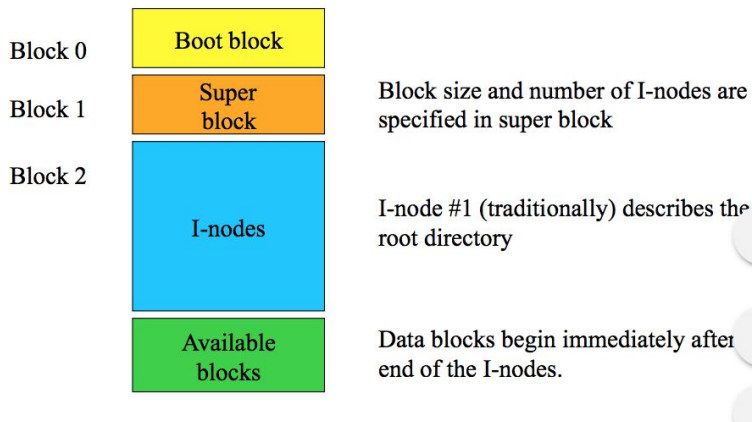 Block 0
Boot block
Block 1
Super
block
Block size and number of I-nodes are
specified in super block
Block 2
I-nodes
I-node #1 (traditionally) describes the
root directory
Available
blocks
Data blocks begin immediately after
end of the I-nodes.